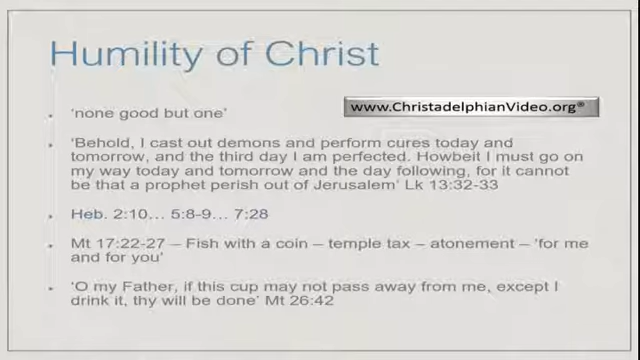 Humility of Christ
www.ChristadelphianVideo.org®
'none good but one'
'Behold, I cast out demons and perform cures today and
tomorrow, and the third day I am perfected. Howbeit I must go on
my way today and tomorrow and the day following, for it cannot
be that a prophet perish out of Jerusalem' Lk 13:32-33
Heb. 2:10… 5:8-9… 7:28
Mt 17:22-27 – Fish with a coin – temple tax – atonement – 'for me
and for you'
'O my Father, if this cup may not pass away from me, except I
drink it, thy will be done' Mt 26:42